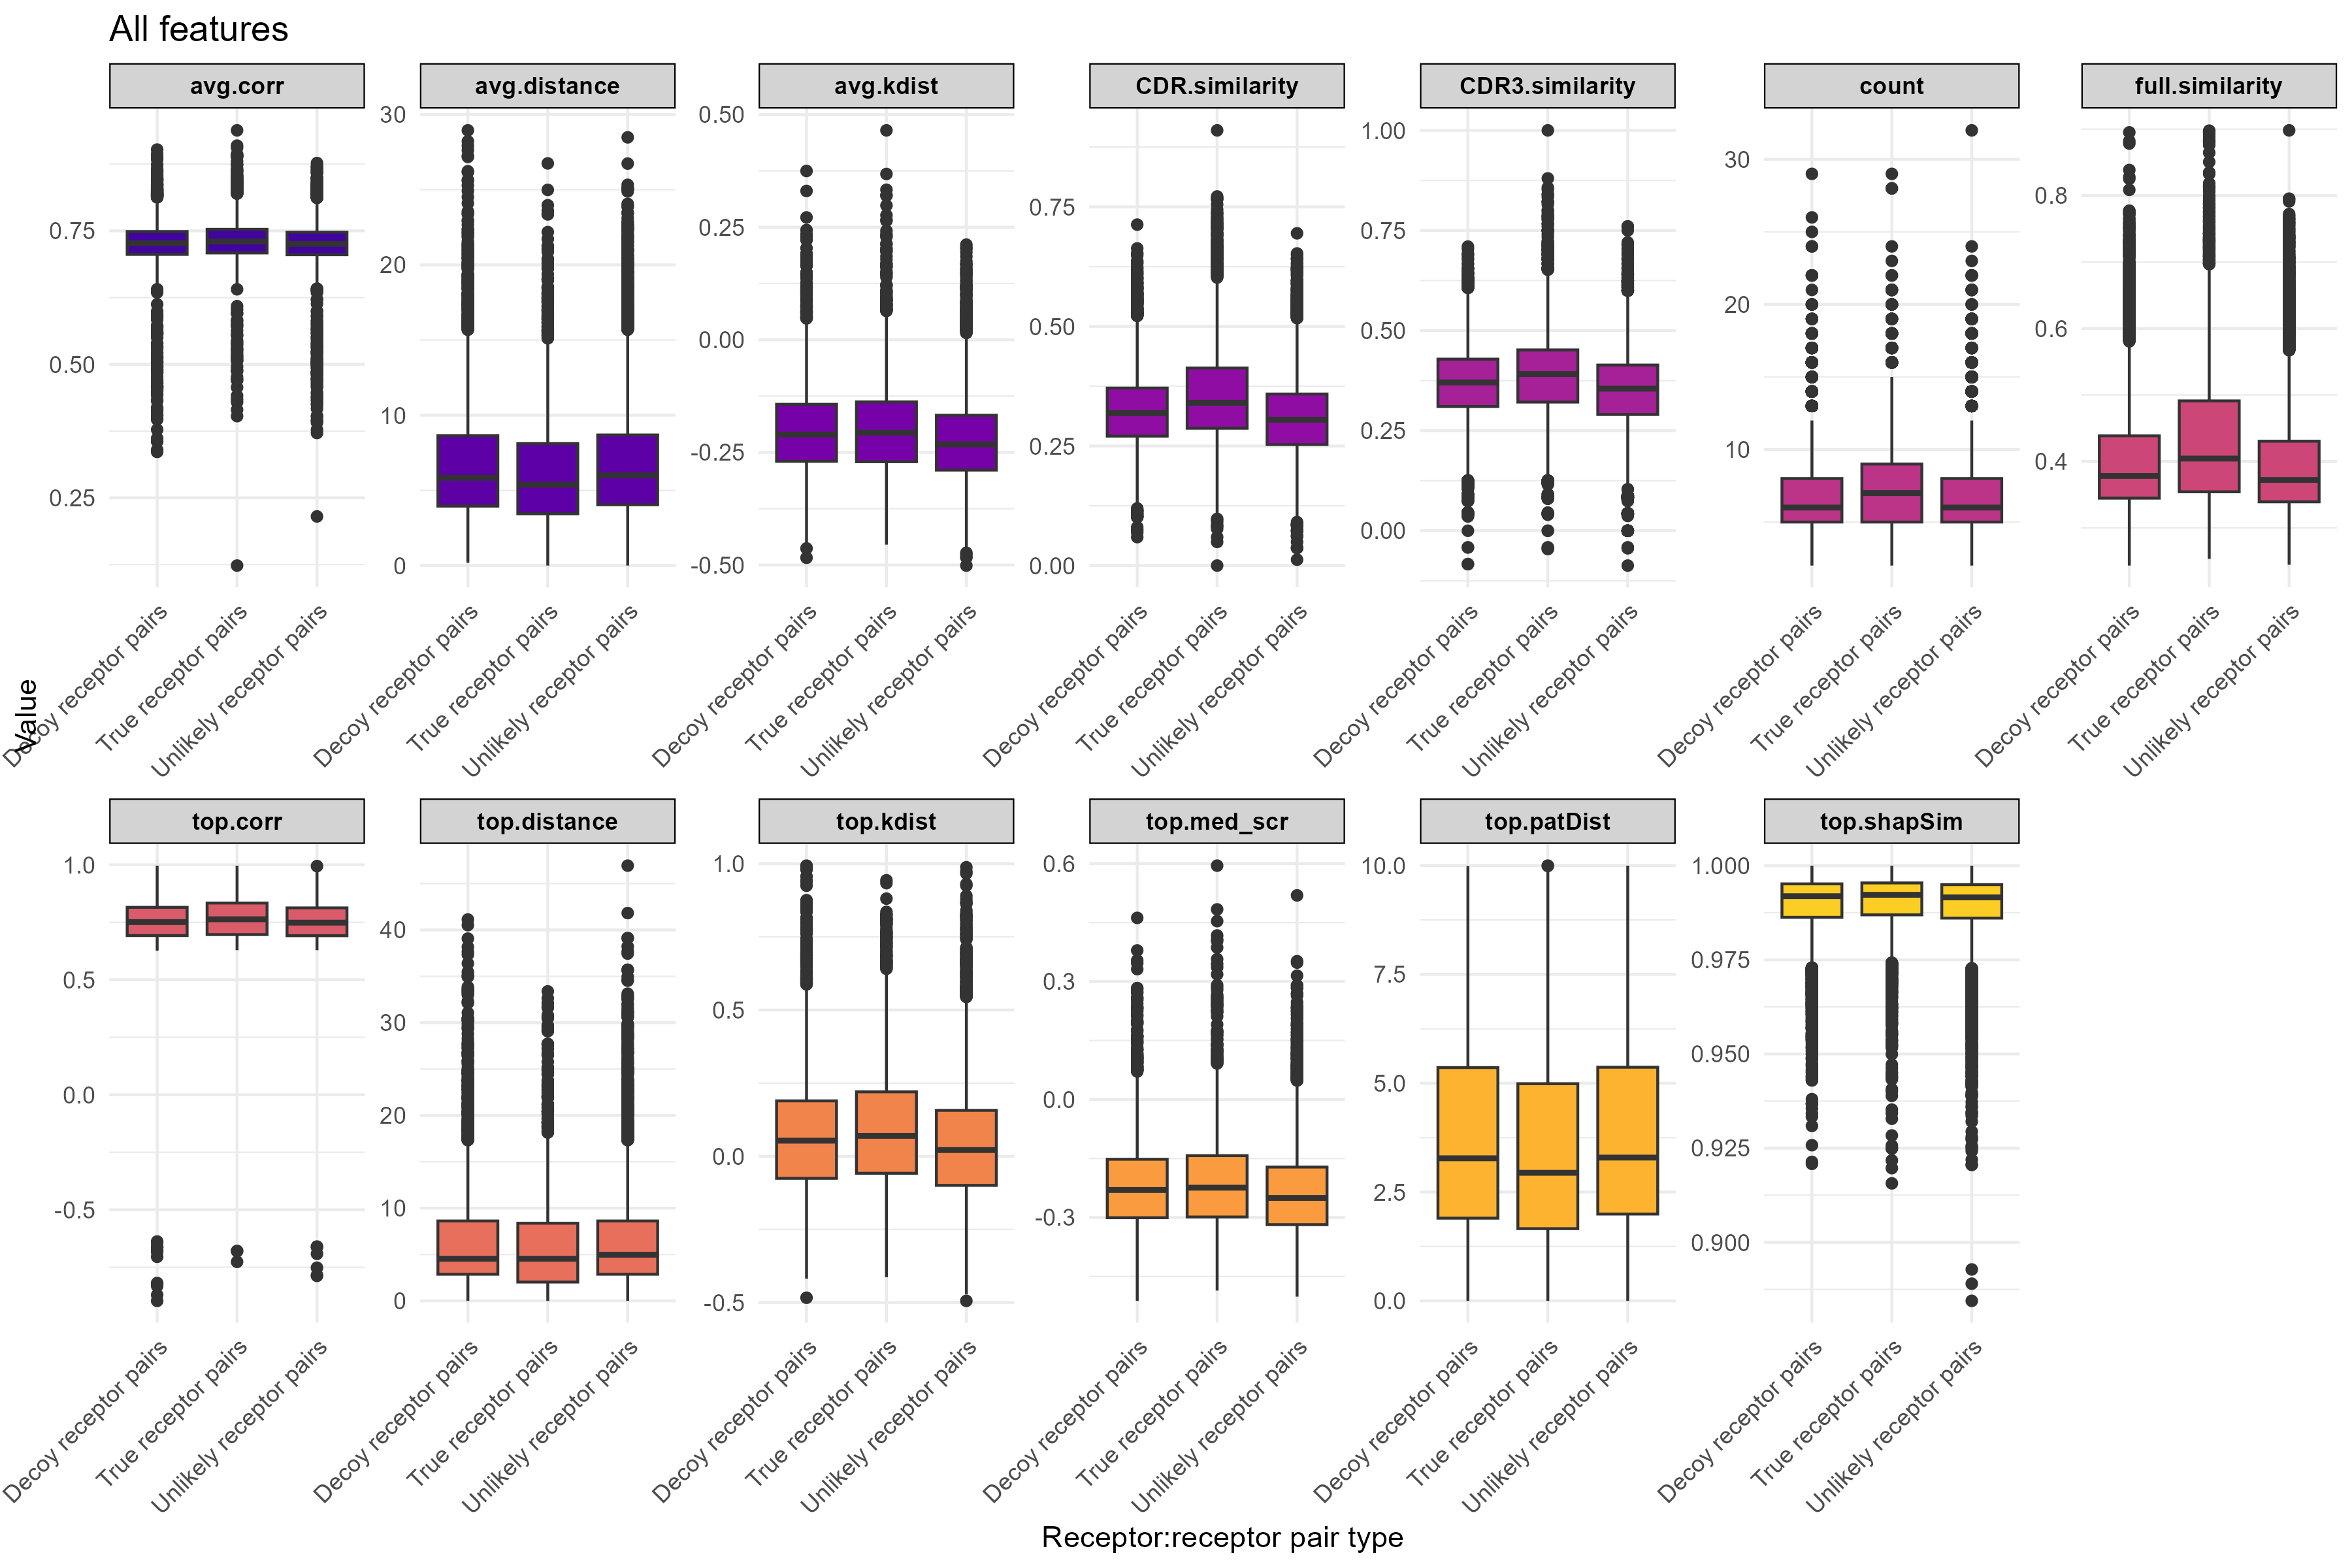 All features
avg.corr
avg.distance
avg.kdist
CDR.similarity
CDR3.similarity
count
full.similarity
0.75
0.50
0.25
30
20
10
0
0.50
0.25
0.00
-0.25
-0.50
0.75
0.50
0.25
0.00
1.00
0.75
0.50
0.25
0.00
30
20
10
0.8
0.6
0.4
Decoy receptor pairs
True receptor pairs
Unlikely receptor pairs
Decoy receptor pairs
True receptor pairs
Unlikely receptor pairs
Decoy receptor pairs
True receptor pairs
Unlikely receptor pairs
Decoy receptor pairs
True receptor pairs
Unlikely receptor pairs
Decoy receptor pairs
True receptor pairs
Unlikely receptor pairs
Decoy receptor pairs
True receptor pairs
Unlikely receptor pairs
Decoy receptor pairs
True receptor pairs
Unlikely receptor pairs
Value
top.corr
top.distance
top.kdist
top.med_scr
top.patDist
top.shapSim
1.0
0.5
0.0
-0.5
40
30
20
10
0
1.0
0.5
0.0
-0.5
0.6
0.3
0.0
-0.3
10.0
7.5
5.0
2.5
0.0
1.000
0.975
0.950
0.925
0.900
Decoy receptor pairs
True receptor pairs
Unlikely receptor pairs
Decoy receptor pairs
True receptor pairs
Unlikely receptor pairs
Decoy receptor pairs
True receptor pairs
Unlikely receptor pairs
Decoy receptor pairs
True receptor pairs
Unlikely receptor pairs
Decoy receptor pairs
True receptor pairs
Unlikely receptor pairs
Decoy receptor pairs
True receptor pairs
Unlikely receptor pairs
Receptor:receptor pair type